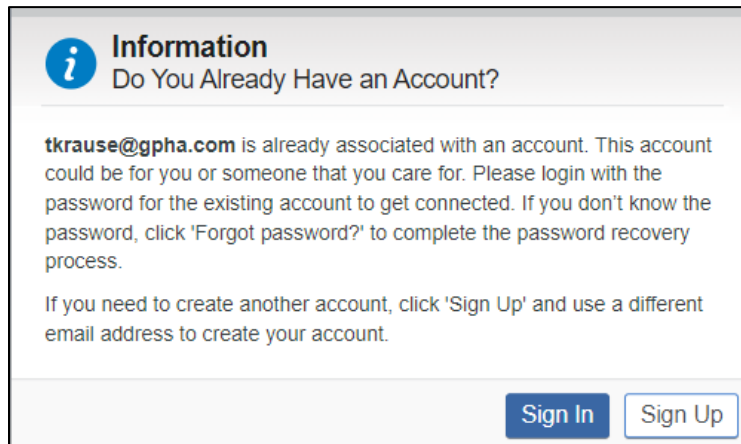 Information
Do You Already Have an Account?
tkrause@gpha.com is already associated with an account. This account
could be for you or someone that you care for. Please login with the
password for the existing account to get connected. If you don’t know the
password, click 'Forgot password?' to complete the password recovery
process.
If you need to create another account, click 'Sign Up' and use a different
email address to create your account.
Sign In
Sign Up